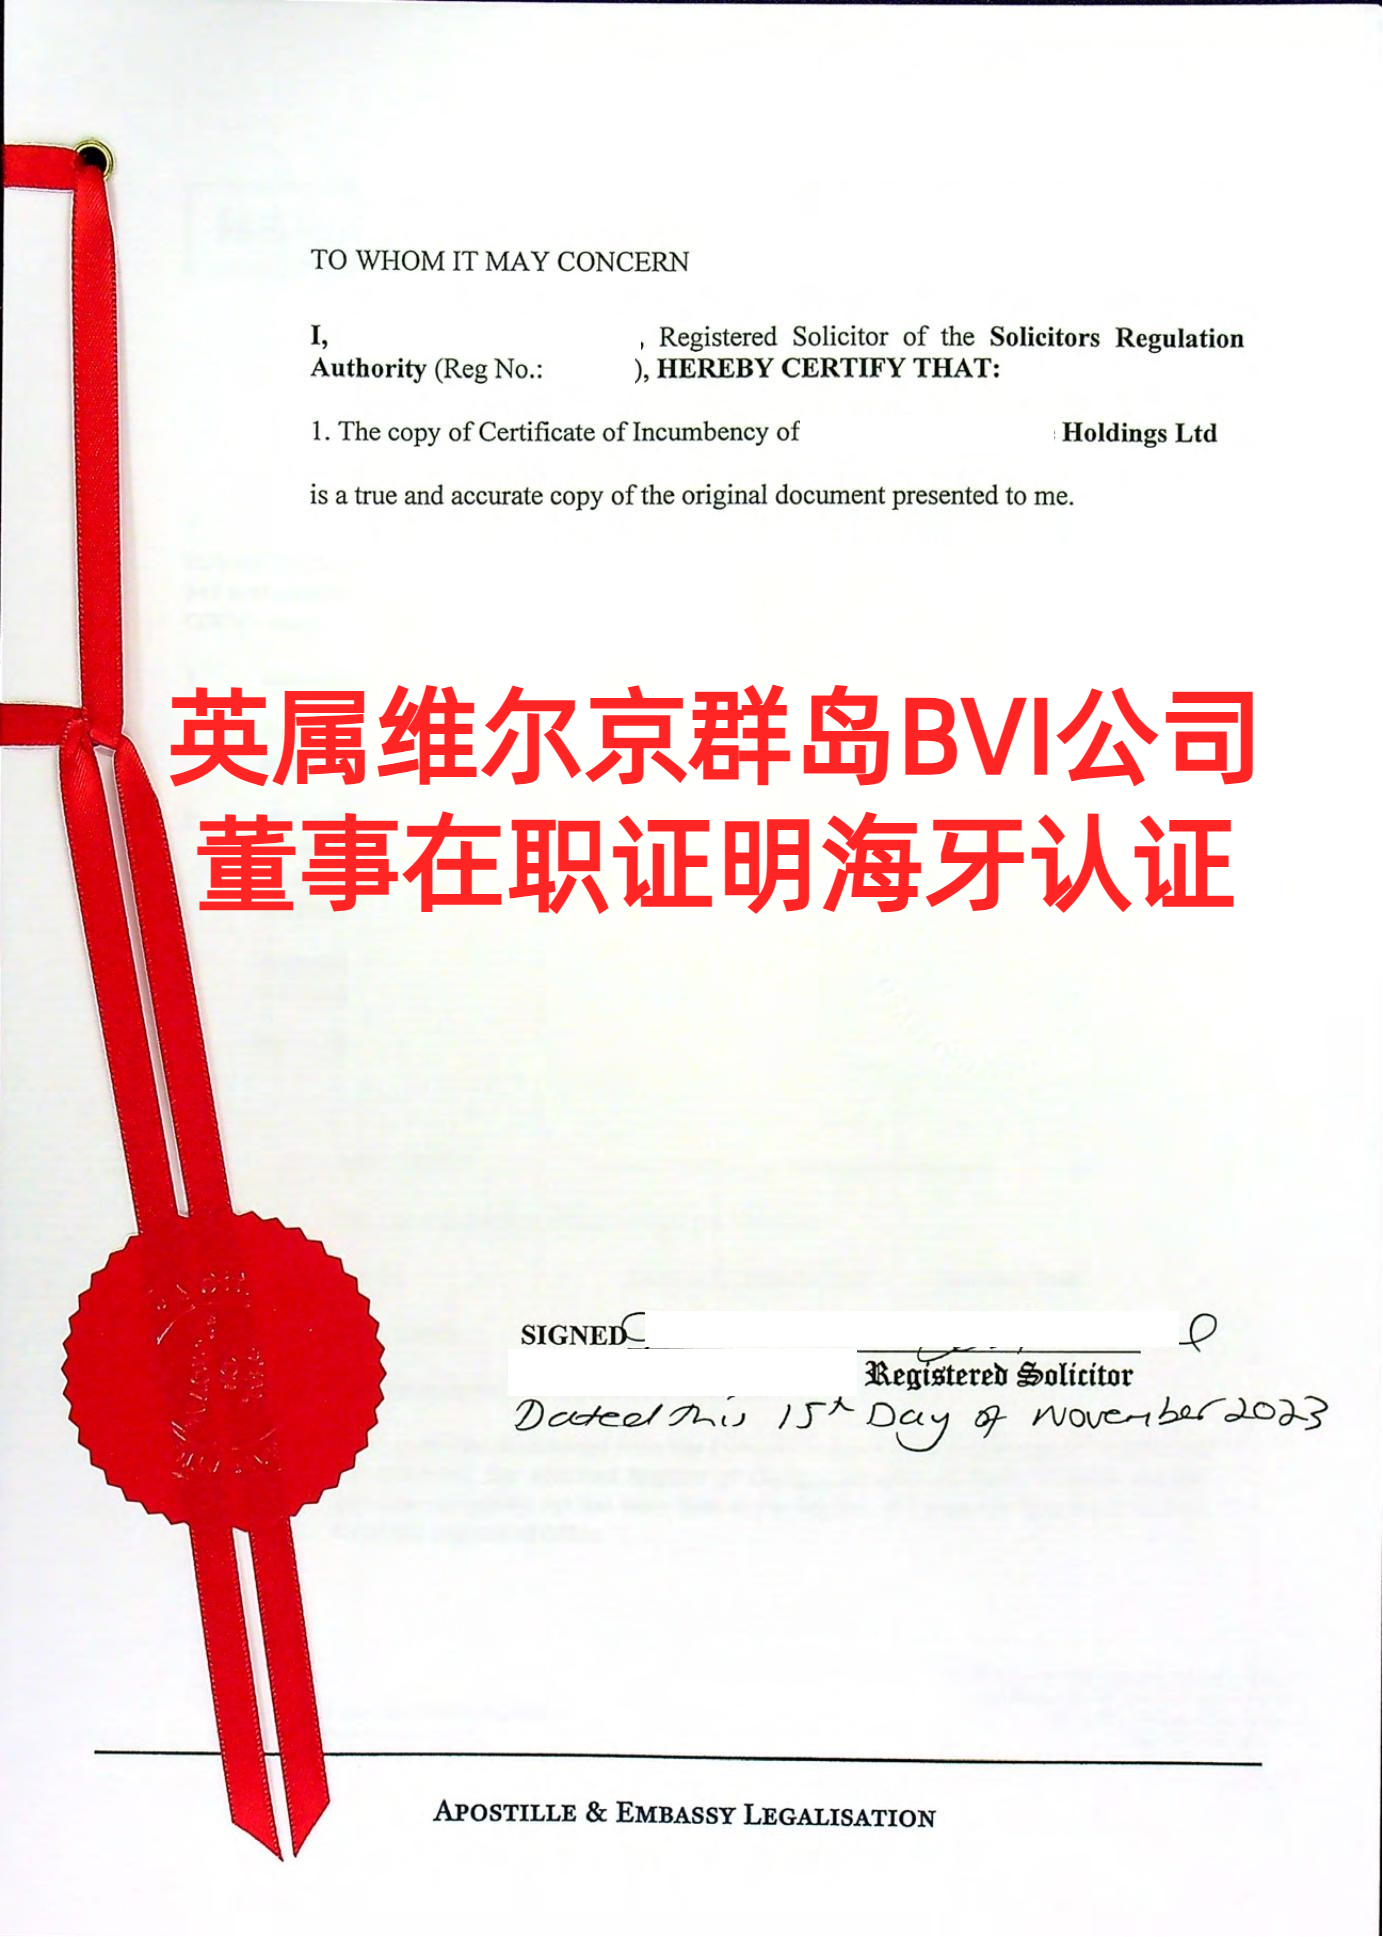 TO WHOM IT MAY CONCERN
I, , Registered Solicitor of the Solicitors Regulation
Authority (Reg No.: ), HEREBY CERTIFY THAT:
1. The copy of Certificate of Incumbency of Holdings Ltd
is a true and accurate copy of the original document presented to me.
英属维尔京群岛BVI公司
董事在职证明海牙认证
SIGNED
Registered Solicitor
Dated this 15th Day of November 2023
APOSTILLE & EMBASSY LEGALISATION